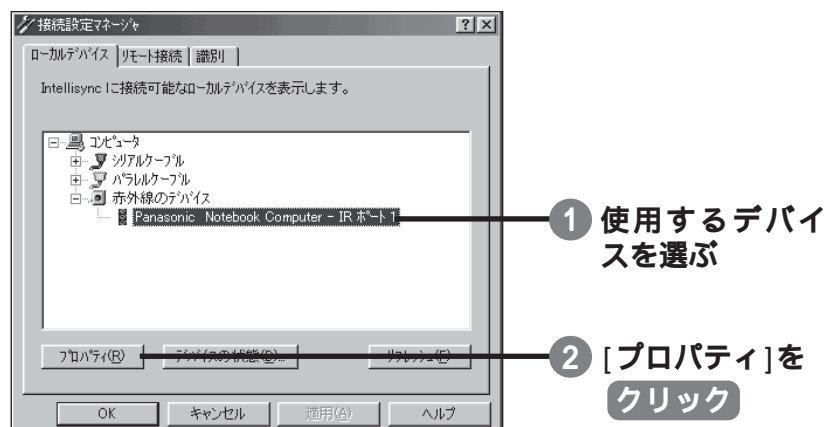 接続設定マネージャ
ローカルデバイス リモート接続 識別
Intellisync に接続可能なローカルデバイスを表示します。
コンピュータ
シリアルケーブル
パラレルケーブル
赤外線のデバイス
Panasonic Notebook Computer - IR ポート 1
1 使用するデバイ
スを選ぶ
プロパティ(R) デバイスの状態(D)... リフレッシュ(F)
2 [プロパティ]を
クリック
OK キャンセル 適用(A) ヘルプ